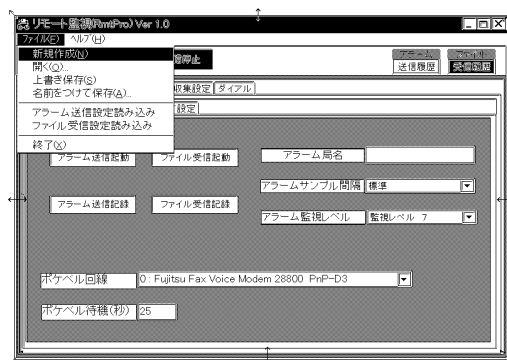 リモート監視(RmtPro) Ver 1.0
ファイル(F) ヘルプ(H)
新規作成(N)
開く(O)...
上書き保存(S)
名前をつけて保存(A)...
アラーム送信設定読み込み
ファイル受信設定読み込み
終了(X)
停止
アラーム
送信履歴
ファイル
受信履歴
収集設定
ダイアル
設定
アラーム送信起動
ファイル受信起動
アラーム局名
アラームサンプル間隔
標準
アラーム送信記録
ファイル受信記録
アラーム監視レベル
監視レベル 7
ポケベル回線
0 : Fujitsu Fax Voice Modem 28800 PnP-D3
ポケベル待機(秒)
25